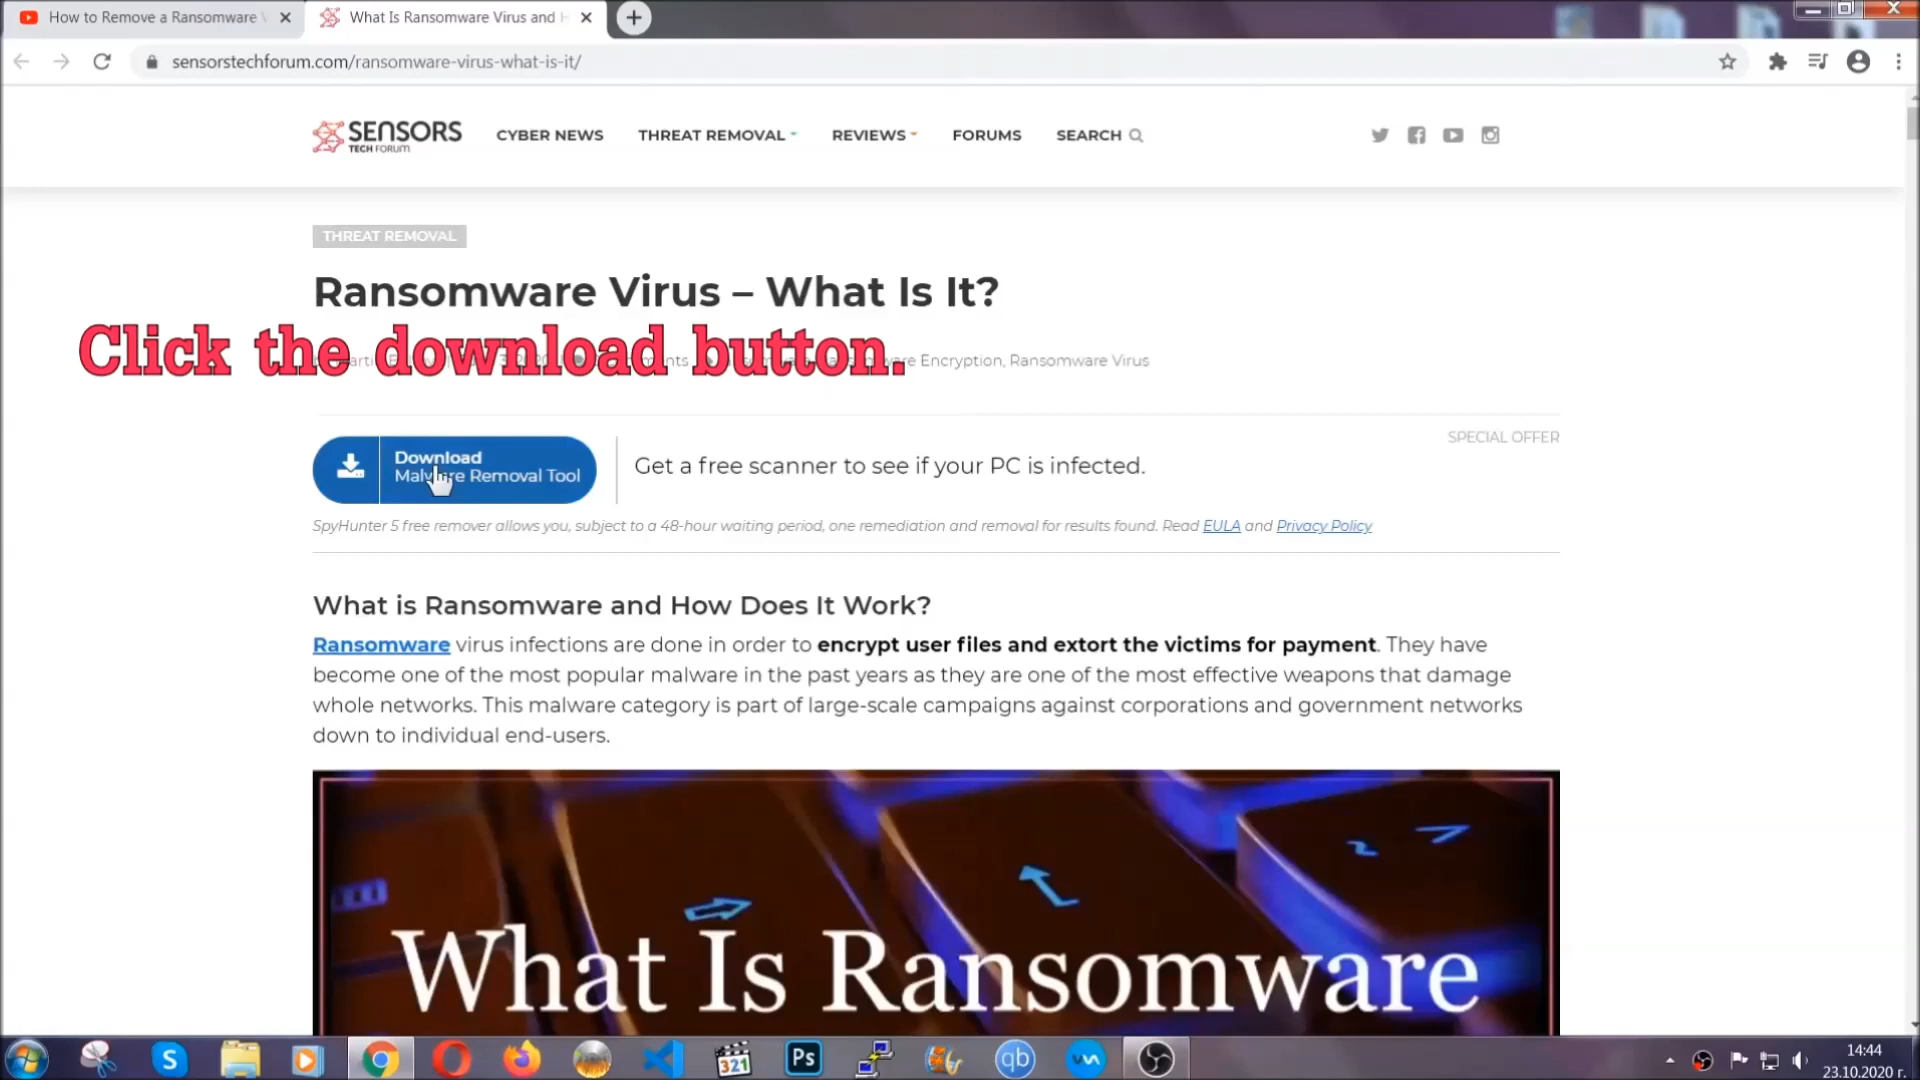 How to Remove a Ransomware V
What Is Ransomware Virus and H
sensorstechforum.com/ransomware-virus-what-is-it/
SENSORS
TECH FORUM
CYBER NEWS
THREAT REMOVAL
REVIEWS
FORUMS
SEARCH
THREAT REMOVAL
Ransomware Virus – What Is It?
Click the download button.
Encryption, Ransomware Virus
SPECIAL OFFER
Download
Malware Removal Tool
Get a free scanner to see if your PC is infected.
SpyHunter 5 free remover allows you, subject to a 48-hour waiting period, one remediation and removal for results found. Read EULA and Privacy Policy
What is Ransomware and How Does It Work?
Ransomware virus infections are done in order to encrypt user files and extort the victims for payment. They have
become one of the most popular malware in the past years as they are one of the most effective weapons that damage
whole networks. This malware category is part of large-scale campaigns against corporations and government networks
down to individual end-users.
What Is Ransomware
S
321
Ps
qb
14:44
23.10.2020 г.